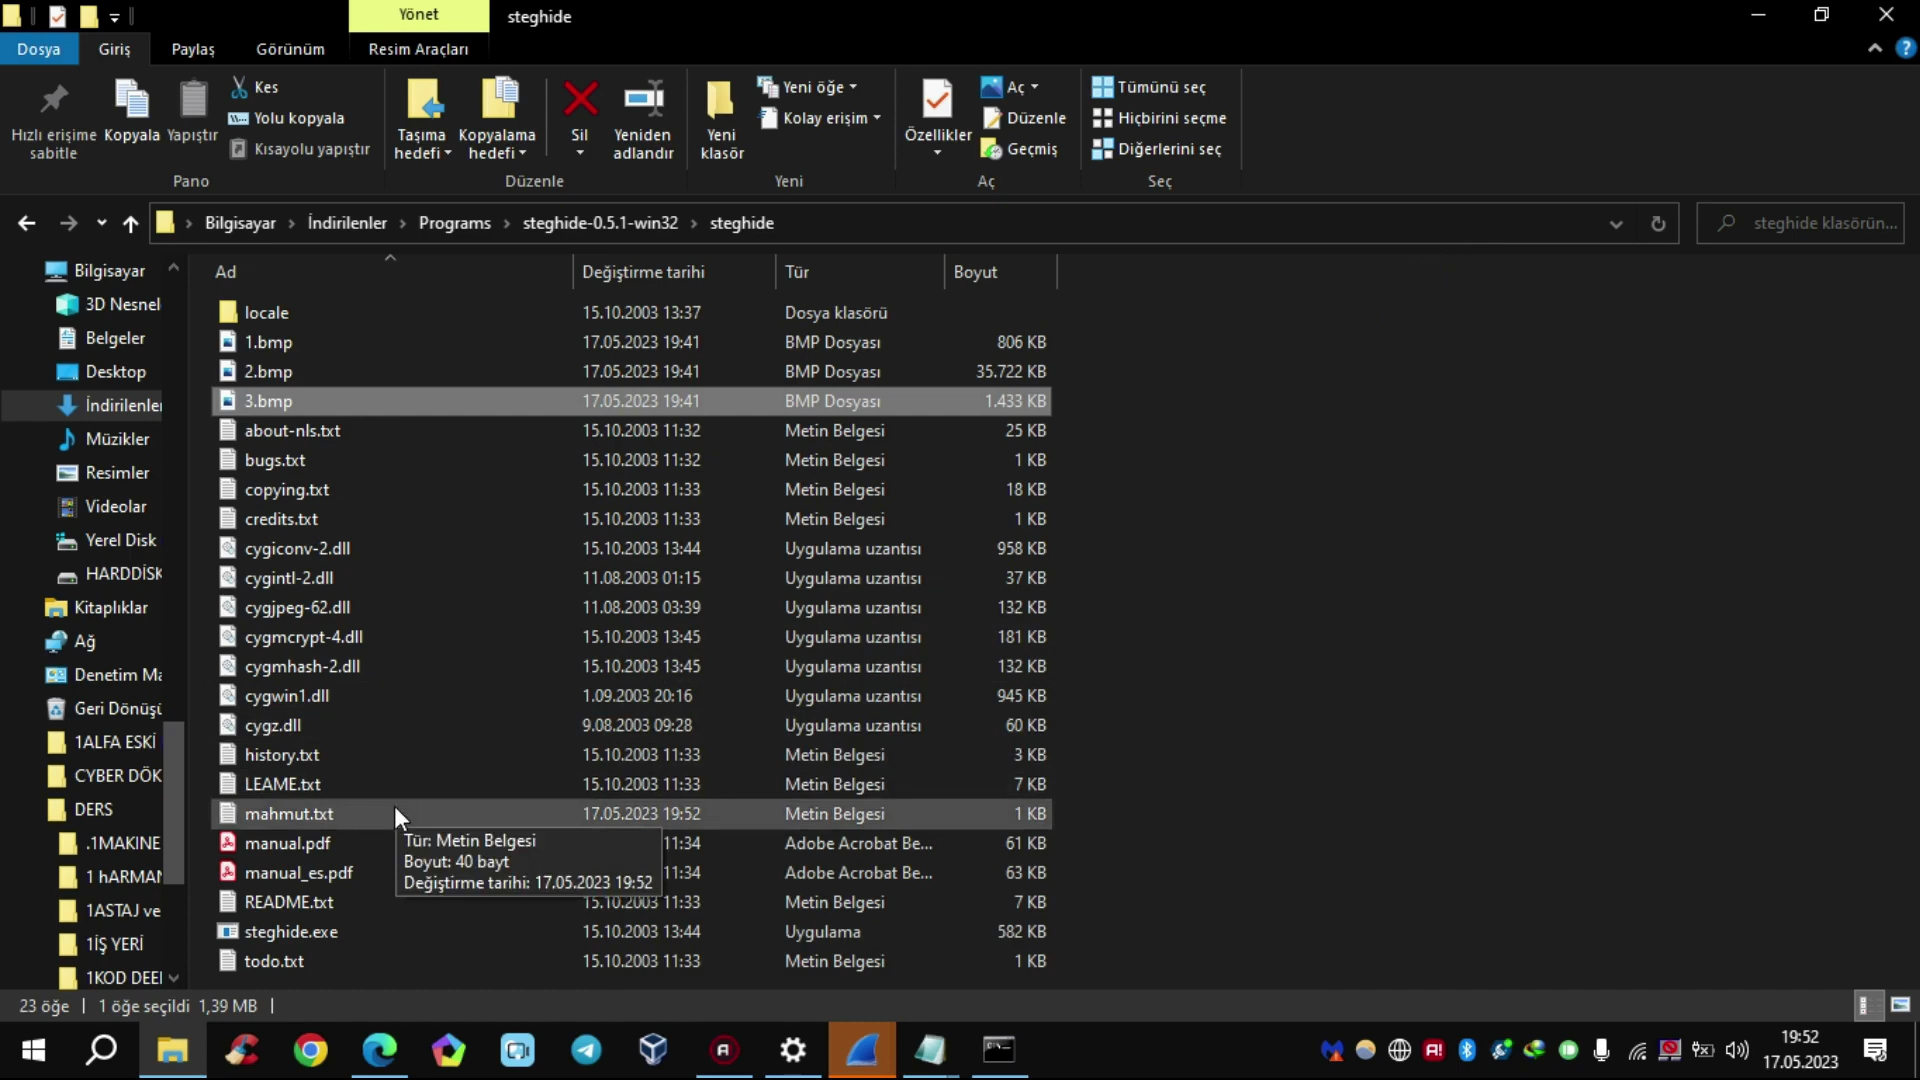 Yönet
steghide
Dosya
Giriş
Paylaş
Görünüm
Resim Araçları
Hızlı erişime
sabitle
Kopyala
Yapıştır
Kes
Yolu kopyala
Kısayolu yapıştır
Pano
Taşıma
hedefi
Kopyalama
hedefi
Sil
Yeniden
adlandır
Düzenle
Yeni
klasör
Yeni öğe
Kolay erişim
Yeni
Özellikler
Aç
Düzenle
Geçmiş
Aç
Tümünü seç
Hiçbirini seçme
Diğerlerini seç
Seç
Bilgisayar > İndirilenler > Programs > steghide-0.5.1-win32 > steghide
steghide klasörün...
Bilgisayar
3D Nesnel
Belgeler
Desktop
İndirilenler
Müzikler
Resimler
Videolar
Yerel Disk
HARDDİSK
Kitaplıklar
Ağ
Denetim Ma
Geri Dönüşü
1ALFA ESKİ
CYBER DÖK
DERS
.1MAKINE
1 hARMAN
1ASTAJ ve
1İŞ YERİ
1KOD DEEI
Ad Değiştirme tarihi Tür Boyut
locale 15.10.2003 13:37 Dosya klasörü
1.bmp 17.05.2023 19:41 BMP Dosyası 806 KB
2.bmp 17.05.2023 19:41 BMP Dosyası 35.722 KB
3.bmp 17.05.2023 19:41 BMP Dosyası 1.433 KB
about-nls.txt 15.10.2003 11:32 Metin Belgesi 25 KB
bugs.txt 15.10.2003 11:32 Metin Belgesi 1 KB
copying.txt 15.10.2003 11:33 Metin Belgesi 18 KB
credits.txt 15.10.2003 11:33 Metin Belgesi 1 KB
cygiconv-2.dll 15.10.2003 13:44 Uygulama uzantısı 958 KB
cygintl-2.dll 11.08.2003 01:15 Uygulama uzantısı 37 KB
cygjpeg-62.dll 11.08.2003 03:39 Uygulama uzantısı 132 KB
cygmcrypt-4.dll 15.10.2003 13:45 Uygulama uzantısı 181 KB
cygmhash-2.dll 15.10.2003 13:45 Uygulama uzantısı 132 KB
cygwin1.dll 1.09.2003 20:16 Uygulama uzantısı 945 KB
cygz.dll 9.08.2003 09:28 Uygulama uzantısı 60 KB
history.txt 15.10.2003 11:33 Metin Belgesi 3 KB
LEAME.txt 15.10.2003 11:33 Metin Belgesi 7 KB
mahmut.txt 17.05.2023 19:52 Metin Belgesi 1 KB
manual.pdf 11:34 Adobe Acrobat Be... 61 KB
manual_es.pdf 11:34 Adobe Acrobat Be... 63 KB
README.txt 15.10.2003 11:33 Metin Belgesi 7 KB
steghide.exe 15.10.2003 13:44 Uygulama 582 KB
todo.txt 15.10.2003 11:33 Metin Belgesi 1 KB
Tür: Metin Belgesi
Boyut: 40 bayt
Değiştirme tarihi: 17.05.2023 19:52
23 öğe | 1 öğe seçildi 1,39 MB |
19:52
17.05.2023